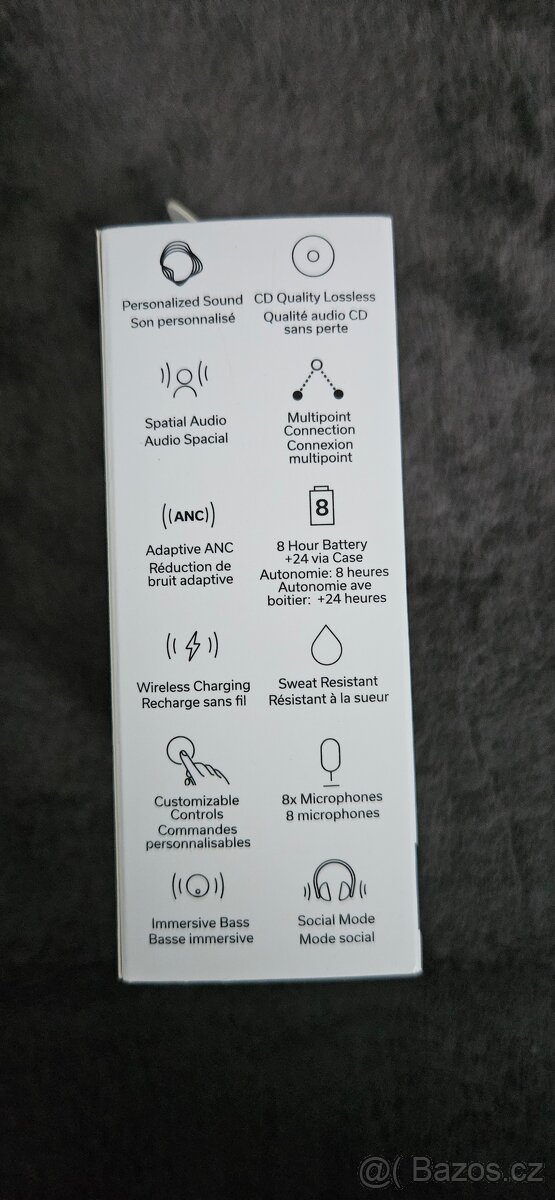 Personalized Sound
Son personnalisé
CD Quality Lossless
Qualité audio CD
sans perte
Spatial Audio
Audio Spacial
Multipoint
Connection
Connexion
multipoint
((ANC))
Adaptive ANC
Réduction de
bruit adaptive
8
8 Hour Battery
+24 via Case
Autonomie: 8 heures
Autonomie ave
boitier: +24 heures
Wireless Charging
Recharge sans fil
Sweat Resistant
Résistant à la sueur
Customizable
Controls
Commandes
personnalisables
8x Microphones
8 microphones
Immersive Bass
Basse immersive
Social Mode
Mode social
@( Bazos.cz